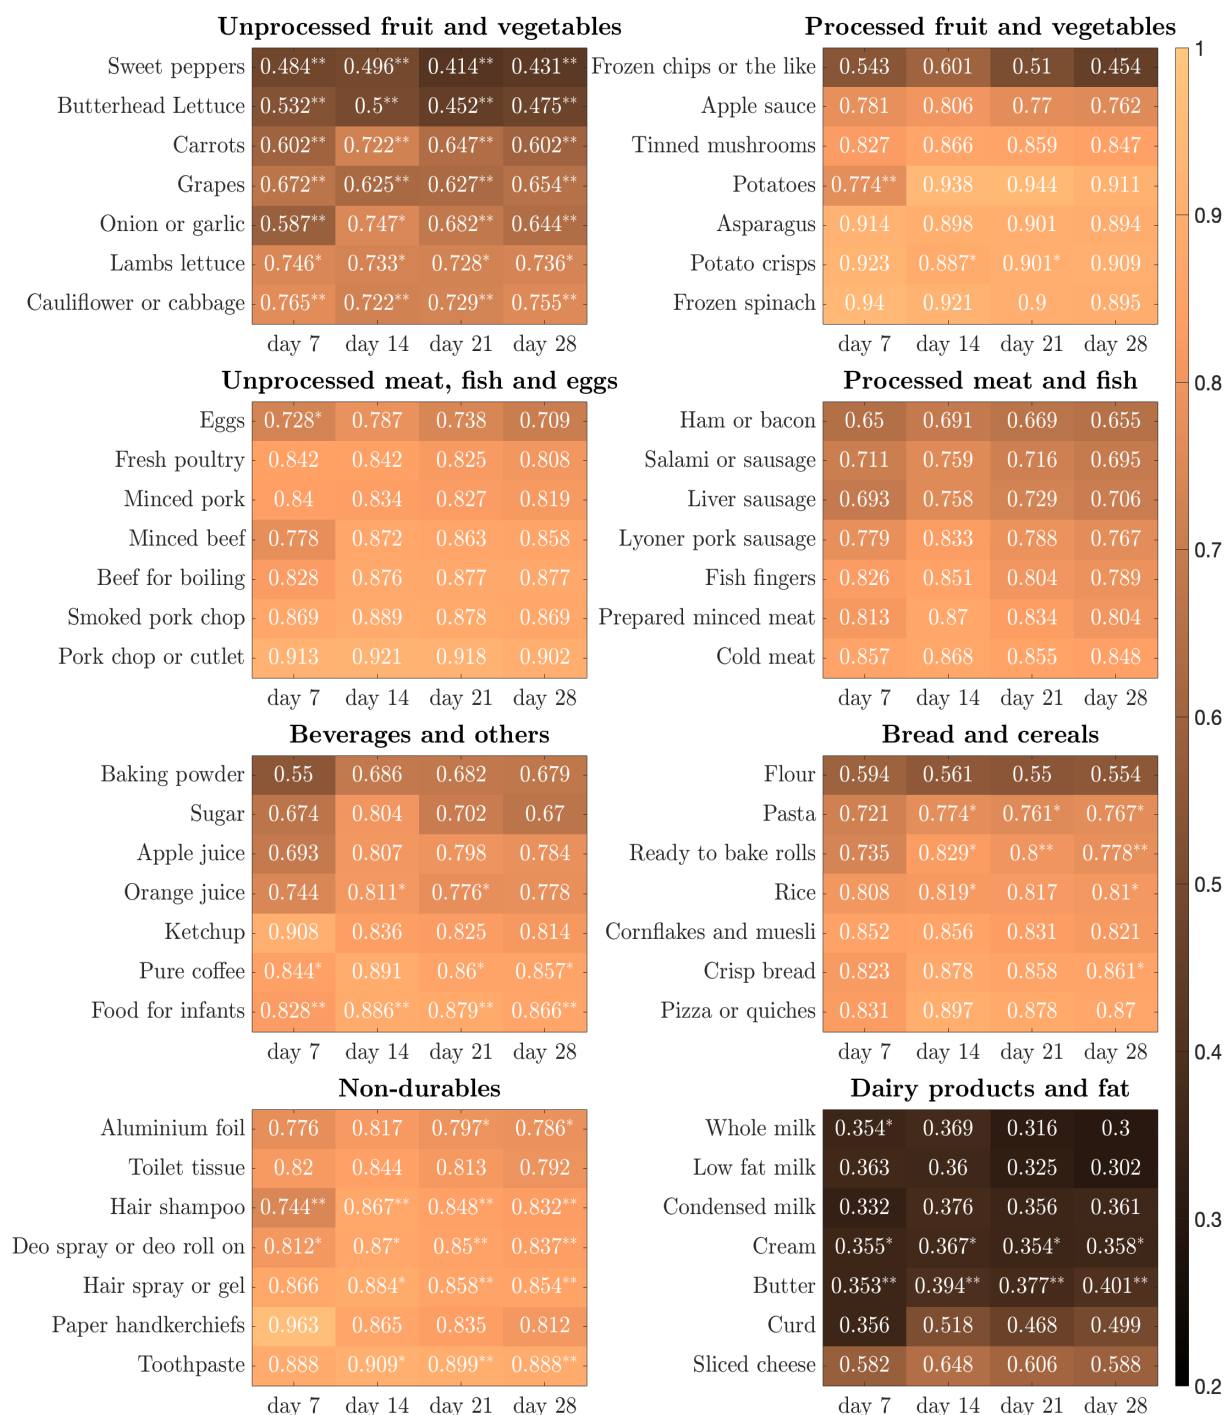 Unprocessed fruit and vegetables
Sweet peppers 0.484** 0.496** 0.414** 0.431**
Butterhead Lettuce 0.532** 0.5** 0.452** 0.475**
Carrots 0.602** 0.722** 0.647** 0.602**
Grapes 0.672** 0.625** 0.627** 0.654**
Onion or garlic 0.587** 0.747* 0.682** 0.644**
Lambs lettuce 0.746* 0.733* 0.728* 0.736*
Cauliflower or cabbage 0.765** 0.722** 0.729** 0.755**
day 7 day 14 day 21 day 28
Processed fruit and vegetables
Frozen chips or the like 0.543 0.601 0.51 0.454
Apple sauce 0.781 0.806 0.77 0.762
Tinned mushrooms 0.827 0.866 0.859 0.847
Potatoes 0.774** 0.938 0.944 0.911
Asparagus 0.914 0.898 0.901 0.894
Potato crisps 0.923 0.887* 0.901* 0.909
Frozen spinach 0.94 0.921 0.9 0.895
day 7 day 14 day 21 day 28
Unprocessed meat, fish and eggs
Eggs 0.728* 0.787 0.738 0.709
Fresh poultry 0.842 0.842 0.825 0.808
Minced pork 0.84 0.834 0.827 0.819
Minced beef 0.778 0.872 0.863 0.858
Beef for boiling 0.828 0.876 0.877 0.877
Smoked pork chop 0.869 0.889 0.878 0.869
Pork chop or cutlet 0.913 0.921 0.918 0.902
day 7 day 14 day 21 day 28
Processed meat and fish
Ham or bacon 0.65 0.691 0.669 0.655
Salami or sausage 0.711 0.759 0.716 0.695
Liver sausage 0.693 0.758 0.729 0.706
Lyoner pork sausage 0.779 0.833 0.788 0.767
Fish fingers 0.826 0.851 0.804 0.789
Prepared minced meat 0.813 0.87 0.834 0.804
Cold meat 0.857 0.868 0.855 0.848
day 7 day 14 day 21 day 28
Beverages and others
Baking powder 0.55 0.686 0.682 0.679
Sugar 0.674 0.804 0.702 0.67
Apple juice 0.693 0.807 0.798 0.784
Orange juice 0.744 0.811* 0.776* 0.778
Ketchup 0.908 0.836 0.825 0.814
Pure coffee 0.844* 0.891 0.86* 0.857*
Food for infants 0.828** 0.886** 0.879** 0.866**
day 7 day 14 day 21 day 28
Bread and cereals
Flour 0.594 0.561 0.55 0.554
Pasta 0.721 0.774* 0.761* 0.767*
Ready to bake rolls 0.735 0.829* 0.8** 0.778**
Rice 0.808 0.819* 0.817 0.81*
Cornflakes and muesli 0.852 0.856 0.831 0.821
Crisp bread 0.823 0.878 0.858 0.861*
Pizza or quiches 0.831 0.897 0.878 0.87
day 7 day 14 day 21 day 28
Non-durables
Aluminium foil 0.776 0.817 0.797* 0.786*
Toilet tissue 0.82 0.844 0.813 0.792
Hair shampoo 0.744** 0.867** 0.848** 0.832**
Deo spray or deo roll on 0.812* 0.87* 0.85** 0.837**
Hair spray or gel 0.866 0.884* 0.858** 0.854**
Paper handkerchiefs 0.963 0.865 0.835 0.812
Toothpaste 0.888 0.909* 0.899** 0.888**
day 7 day 14 day 21 day 28
Dairy products and fat
Whole milk 0.354* 0.369 0.316 0.3
Low fat milk 0.363 0.36 0.325 0.302
Condensed milk 0.332 0.376 0.356 0.361
Cream 0.355* 0.367* 0.354* 0.358*
Butter 0.353** 0.394** 0.377** 0.401**
Curd 0.356 0.518 0.468 0.499
Sliced cheese 0.582 0.648 0.606 0.588
day 7 day 14 day 21 day 28
1
0.9
0.8
0.7
0.6
0.5
0.4
0.3
0.2